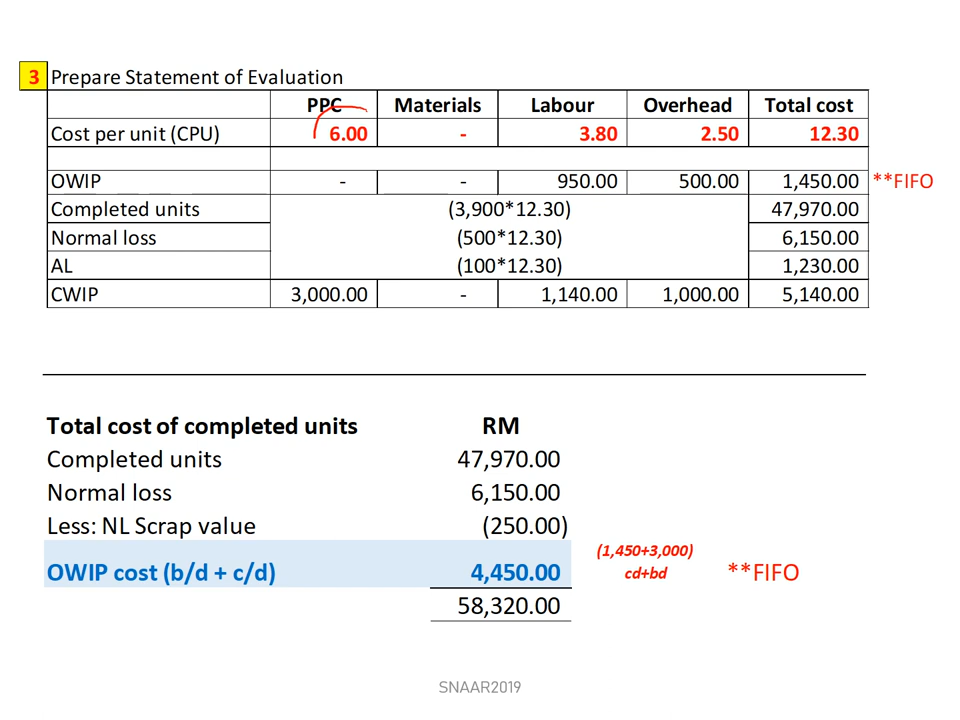 3 Prepare Statement of Evaluation
PPC Materials Labour Overhead Total cost
Cost per unit (CPU) 6.00 - 3.80 2.50 12.30
OWIP - - 950.00 500.00 1,450.00 **FIFO
Completed units (3,900*12.30) 47,970.00
Normal loss (500*12.30) 6,150.00
AL (100*12.30) 1,230.00
CWIP 3,000.00 - 1,140.00 1,000.00 5,140.00
Total cost of completed units RM
Completed units 47,970.00
Normal loss 6,150.00
Less: NL Scrap value (250.00)
(1,450+3,000)
OWIP cost (b/d + c/d) 4,450.00 cd+bd **FIFO
58,320.00
SNAAR2019